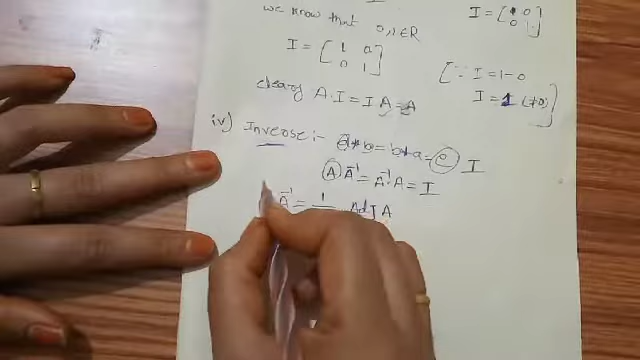 we know that 0,1∈R
I = [1 0
0 1]
I = [1 0
0 1]
[∵ I = 1-0
I = 1 (≠0)]
clearly A.I = I A = A
iv) Inverse :- a*b = b*a = e I
A A⁻¹ = A⁻¹.A = I
A⁻¹ = 1 Adj A